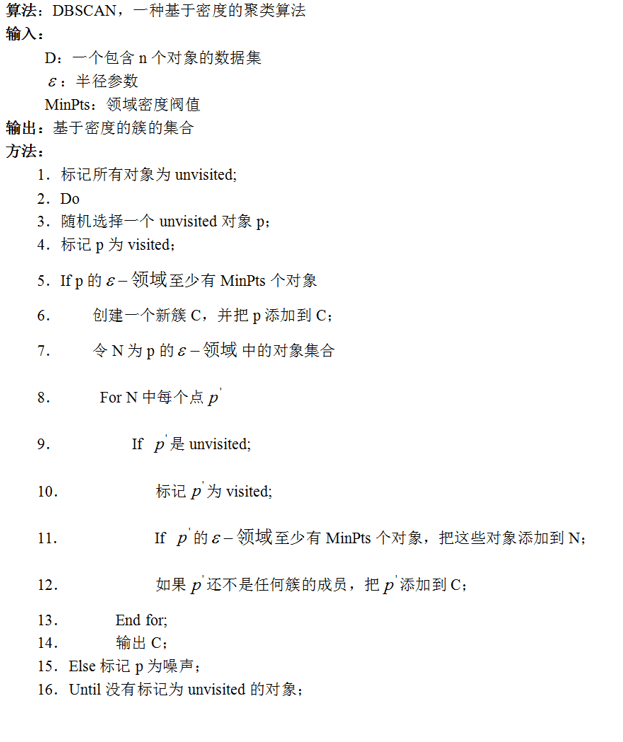 算法：DBSCAN，一种基于密度的聚类算法
输入：
D：一个包含 n 个对象的数据集
ε：半径参数
MinPts：领域密度阀值
输出：基于密度的簇的集合
方法：
1．标记所有对象为 unvisited;
2．Do
3．随机选择一个 unvisited 对象 p；
4．标记 p 为 visited；
5．If p 的 ε – 领域至少有 MinPts 个对象
6．创建一个新簇 C，并把 p 添加到 C；
7．令 N 为 p 的 ε – 领域 中的对象集合
8．For N 中每个点 p'
9．If p' 是 unvisited;
10．标记 p' 为 visited;
11．If p' 的 ε – 领域至少有 MinPts 个对象，把这些对象添加到 N；
12．如果 p' 还不是任何簇的成员，把 p' 添加到 C；
13．End for;
14．输出 C；
15．Else 标记 p 为噪声；
16．Until 没有标记为 unvisited 的对象；